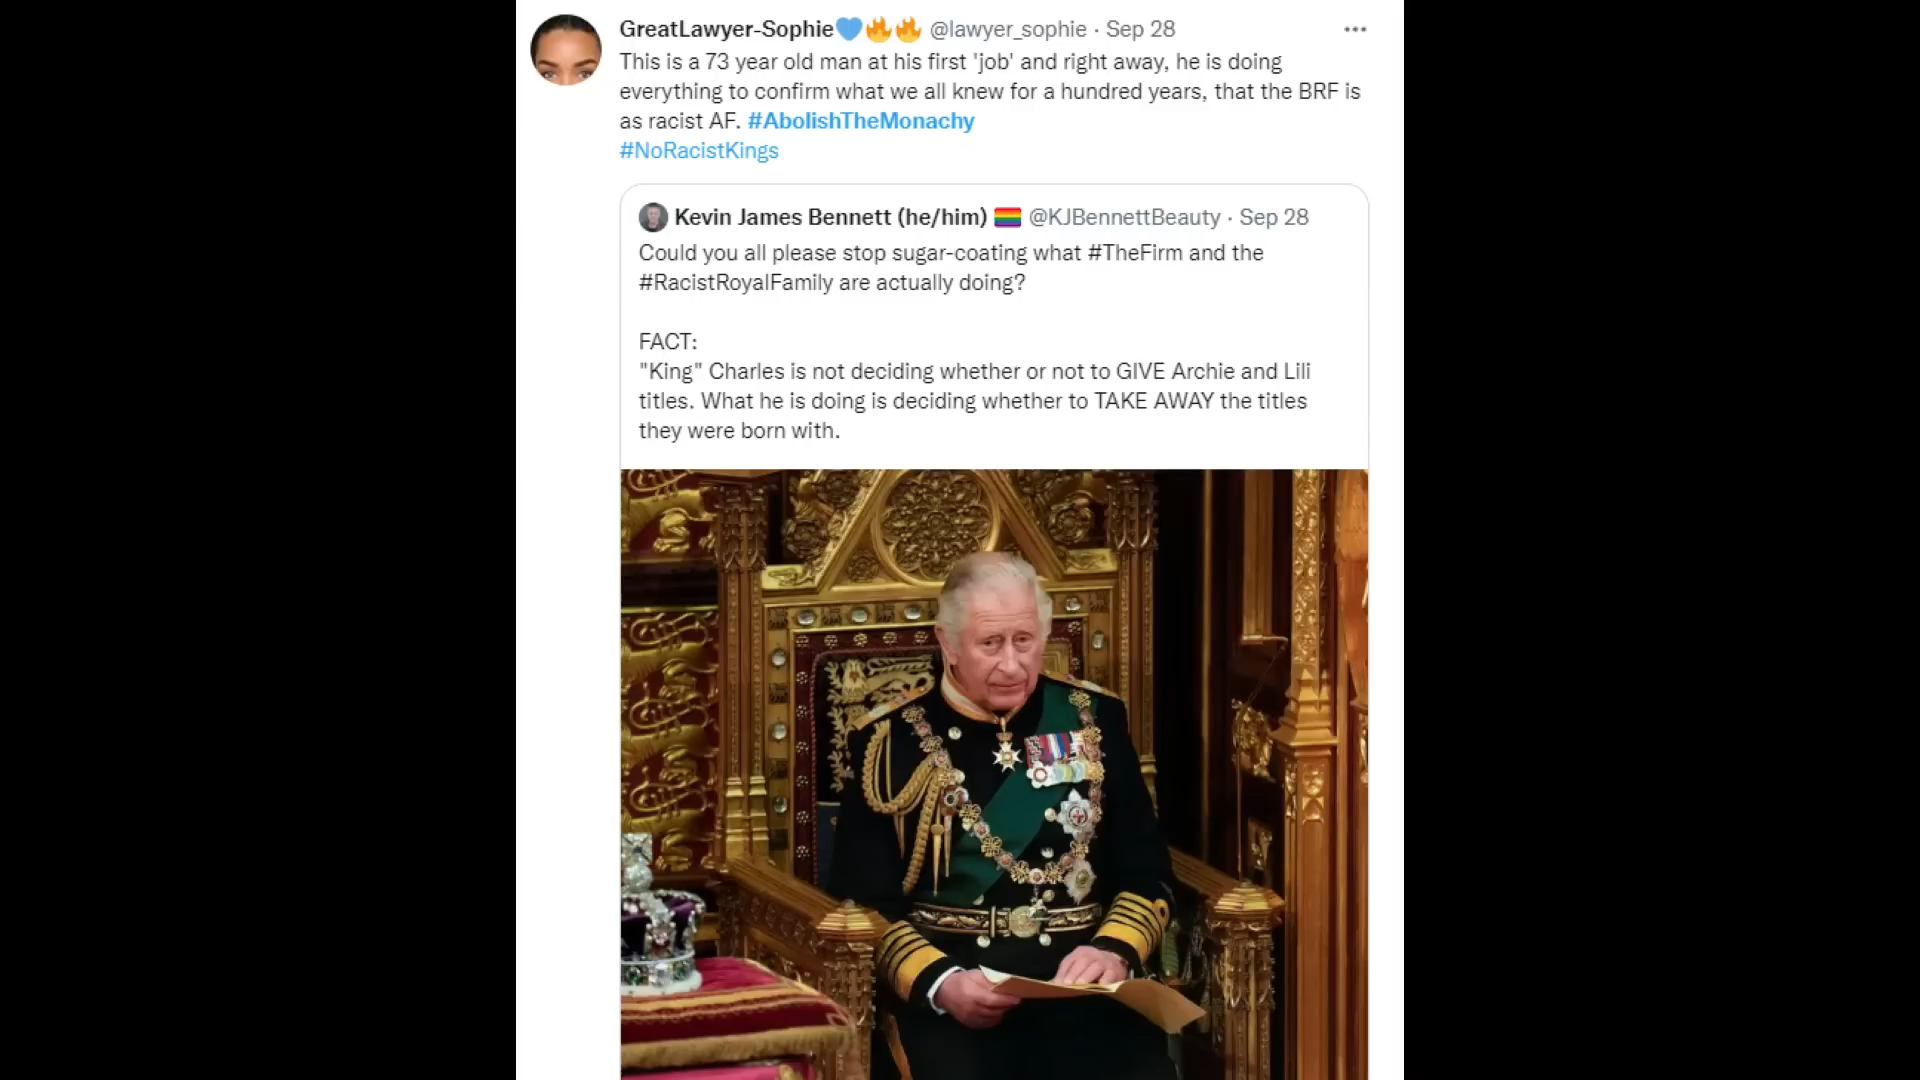 GreatLawyer-Sophie💙🔥🔥 @lawyer_sophie · Sep 28
This is a 73 year old man at his first 'job' and right away, he is doing
everything to confirm what we all knew for a hundred years, that the BRF is
as racist AF. #AbolishTheMonachy
#NoRacistKings
Kevin James Bennett (he/him) 🏳️‍🌈 @KJBennettBeauty · Sep 28
Could you all please stop sugar-coating what #TheFirm and the
#RacistRoyalFamily are actually doing?
FACT:
"King" Charles is not deciding whether or not to GIVE Archie and Lili
titles. What he is doing is deciding whether to TAKE AWAY the titles
they were born with.